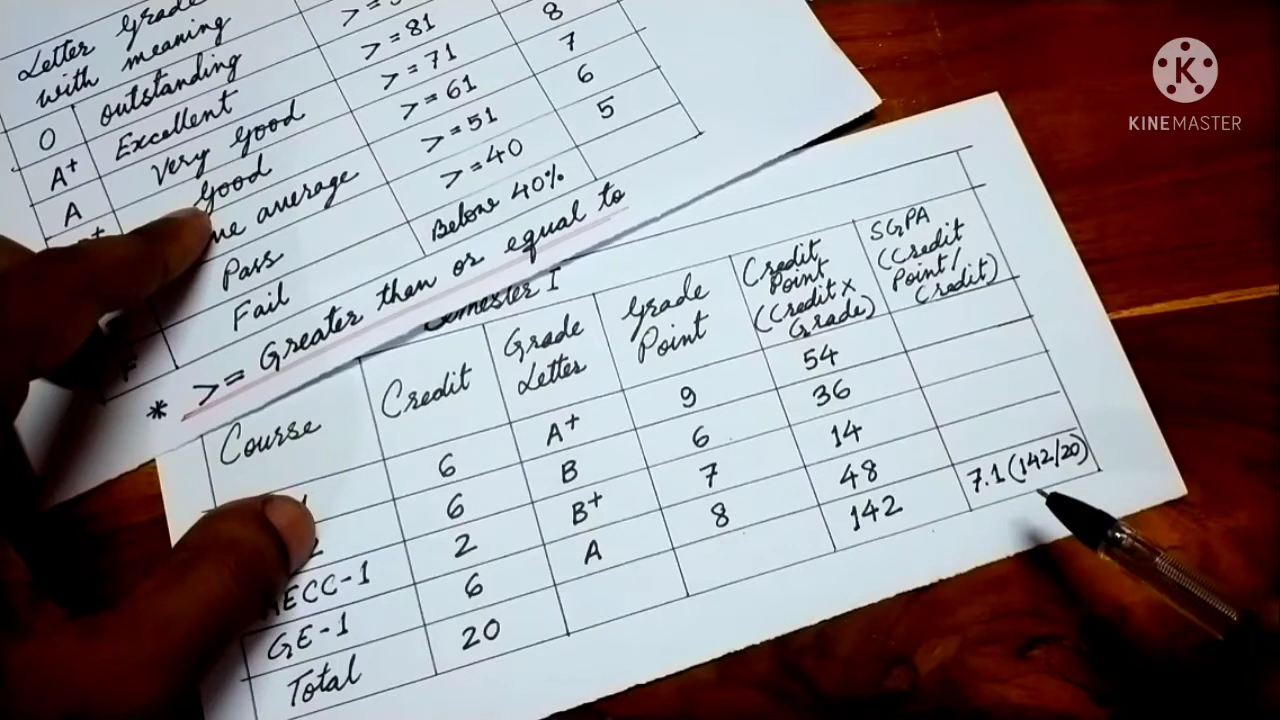 Letter Grade
with meaning
O outstanding
>= 81 8
A+ Excellent >= 71 7
A Very Good >= 61 6
Good >= 51 5
average >= 40
Pass Below 40%
F Fail
* >= Greater than or equal to
Semester I
Course Credit Grade Letter Grade Point Credit Point (Credit x Grade) SGPA (Credit Point/Credit)
6 A+ 9 54
2 6 B 6 36
AECC-1 2 B+ 7 14
GE-1 6 A 8 48
Total 20 142 7.1 (142/20)
K
KINEMASTER